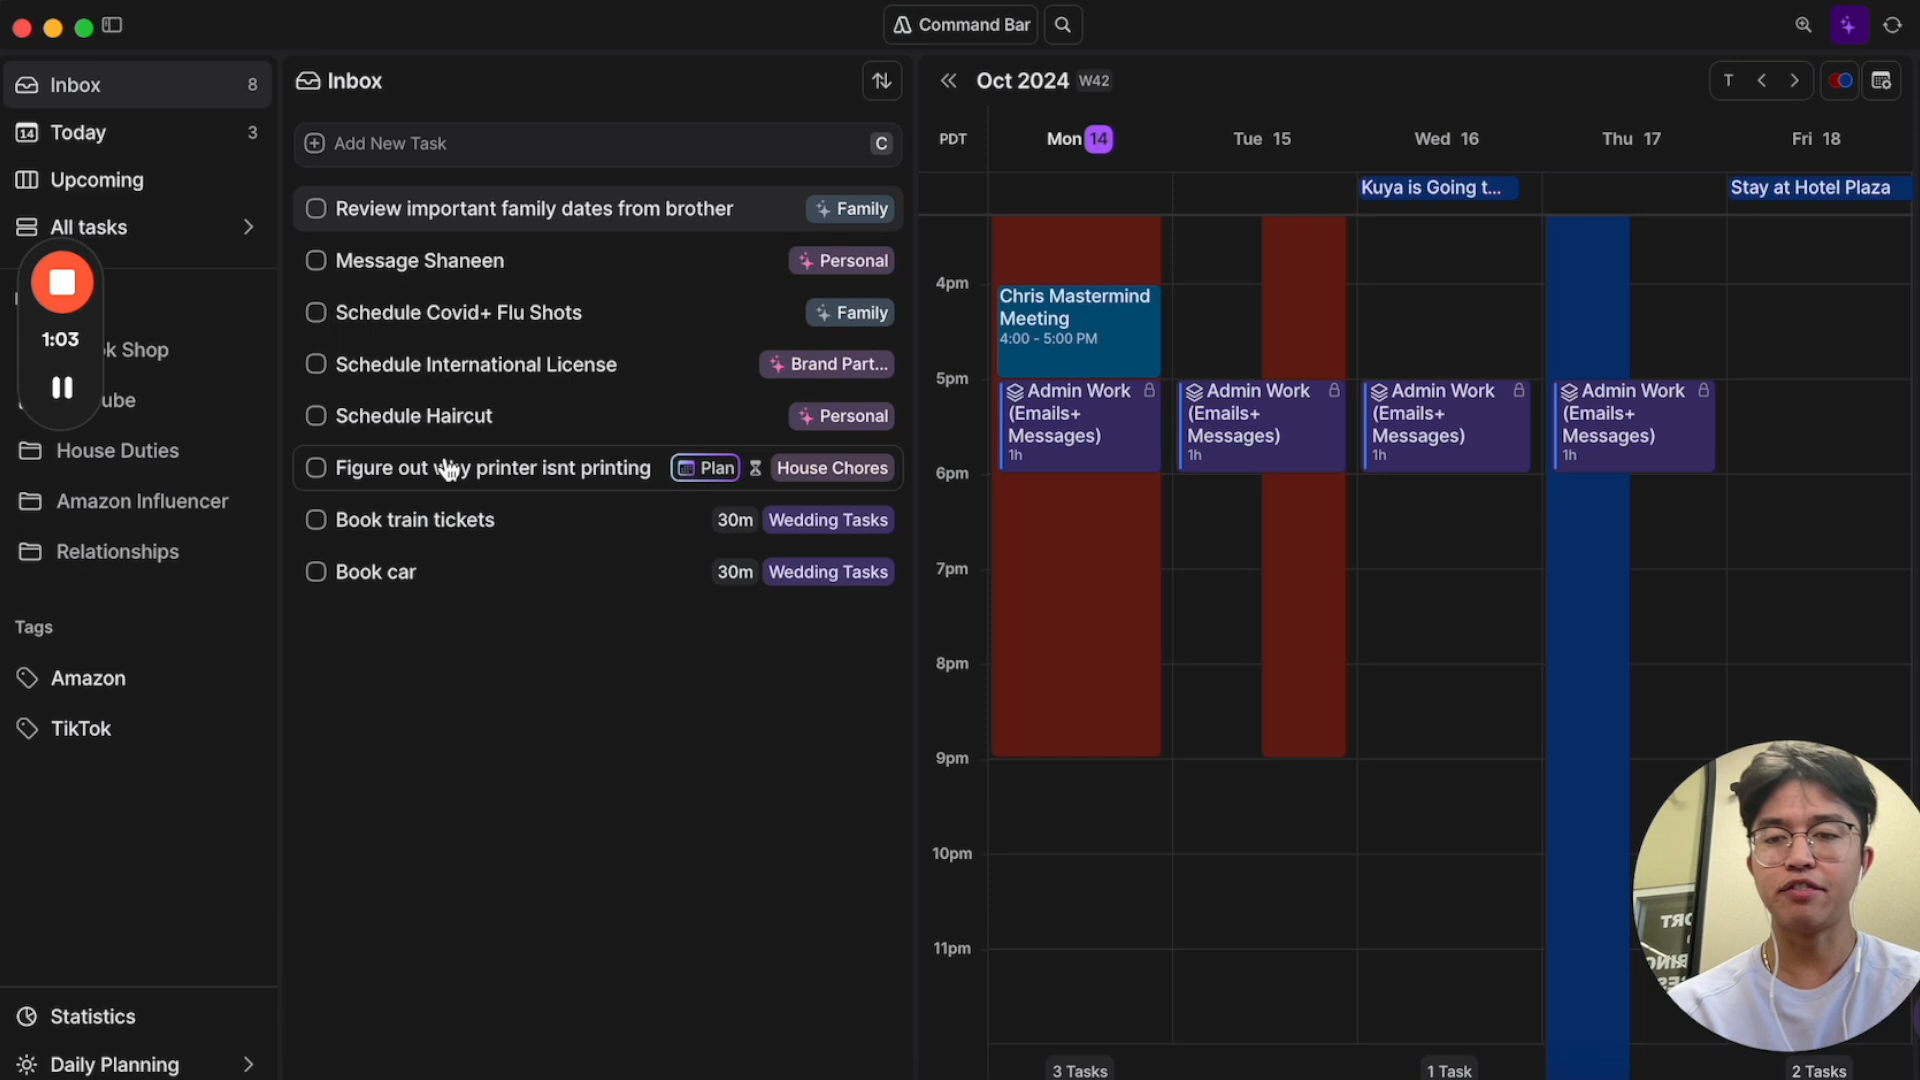 Command Bar
Inbox 8
14 Today 3
Upcoming
All tasks
1:03
k Shop
ube
House Duties
Amazon Influencer
Relationships
Tags
Amazon
TikTok
Statistics
Daily Planning
Inbox
Add New Task C
Review important family dates from brother Family
Message Shaneen Personal
Schedule Covid+ Flu Shots Family
Schedule International License Brand Part...
Schedule Haircut Personal
Figure out why printer isnt printing Plan House Chores
Book train tickets 30m Wedding Tasks
Book car 30m Wedding Tasks
Oct 2024 W42 T
PDT Mon 14 Tue 15 Wed 16 Thu 17 Fri 18
Kuya is Going t... Stay at Hotel Plaza
4pm
Chris Mastermind
Meeting
4:00 - 5:00 PM
5pm
Admin Work
(Emails+
Messages)
1h
Admin Work
(Emails+
Messages)
1h
Admin Work
(Emails+
Messages)
1h
Admin Work
(Emails+
Messages)
1h
6pm
7pm
8pm
9pm
10pm
11pm
3 Tasks 1 Task 2 Tasks